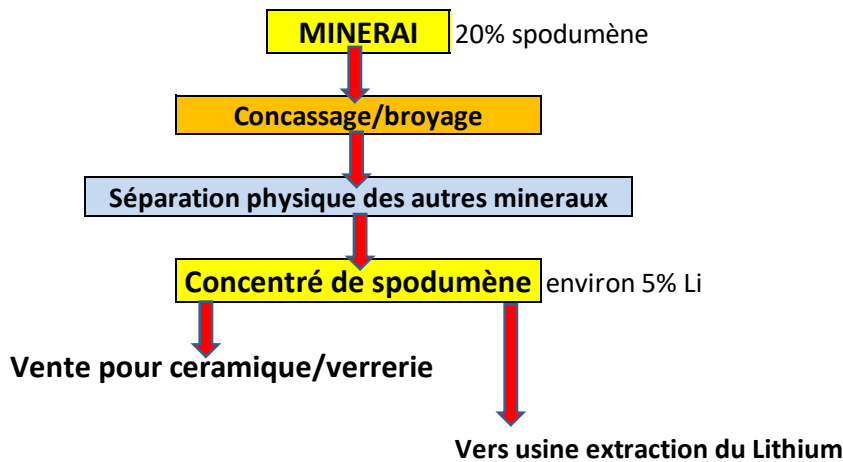 MINERAI 20% spodumène
Concassage/broyage
Séparation physique des autres mineraux
Concentré de spodumène environ 5% Li
Vente pour ceramique/verrerie
Vers usine extraction du Lithium